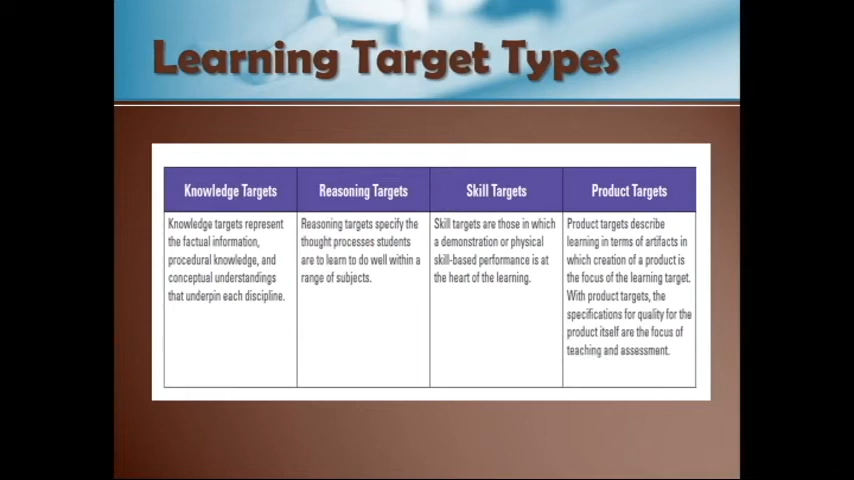 Learning Target Types
Knowledge Targets
Reasoning Targets
Skill Targets
Product Targets
Knowledge targets represent
the factual information,
procedural knowledge, and
conceptual understandings
that underpin each discipline.
Reasoning targets specify the
thought processes students
are to learn to do well within a
range of subjects.
Skill targets are those in which
a demonstration or physical
skill-based performance is at
the heart of the learning.
Product targets describe
learning in terms of artifacts in
which creation of a product is
the focus of the learning target.
With product targets, the
specifications for quality for the
product itself are the focus of
teaching and assessment.